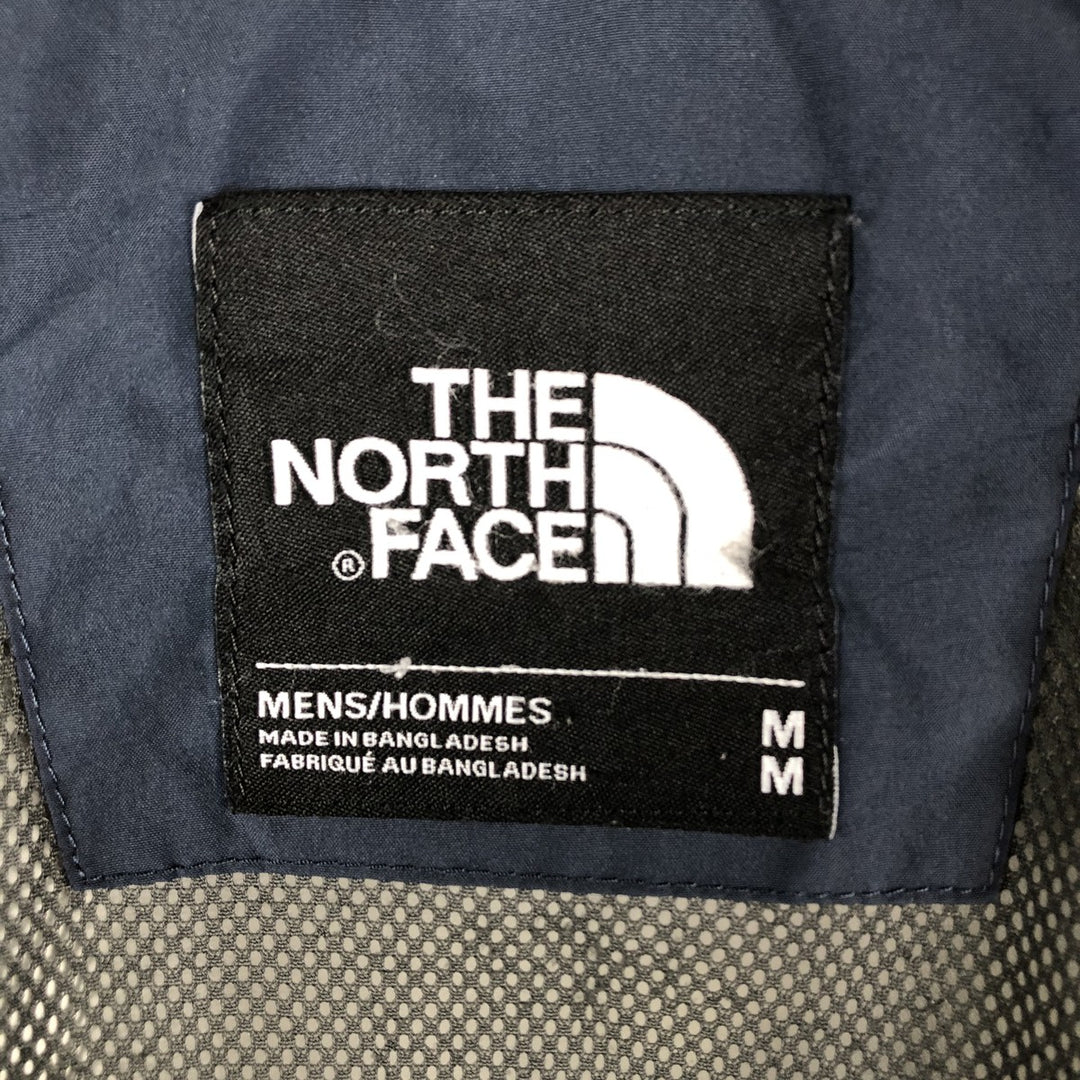 THE
NORTH
® FACE
MENS/HOMMES
MADE IN BANGLADESH
FABRIQUÉ AU BANGLADESH
M
M